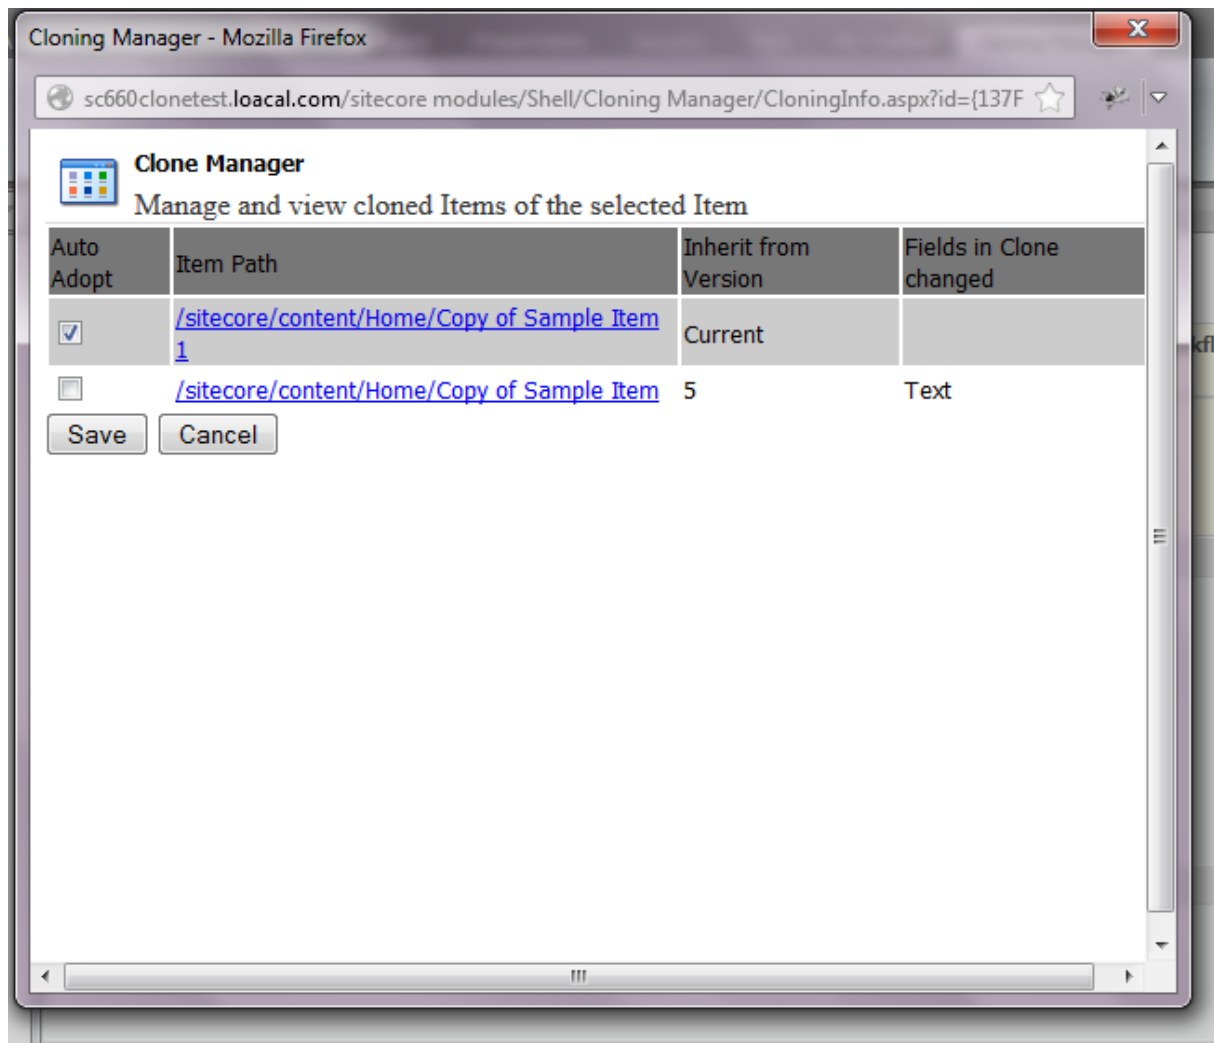 Cloning Manager - Mozilla Firefox
sc660clonetest.loacal.com/sitecore modules/Shell/Cloning Manager/CloningInfo.aspx?id={137F
Clone Manager
Manage and view cloned Items of the selected Item
Auto
Adopt
Item Path
Inherit from
Version
Fields in Clone
changed
/sitecore/content/Home/Copy of Sample Item
1
Current
/sitecore/content/Home/Copy of Sample Item
5
Text
Save
Cancel